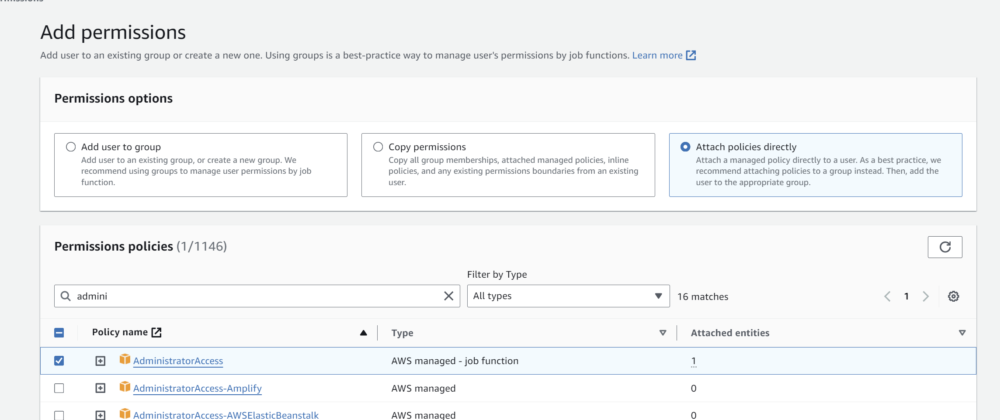 Add permissions
Add user to an existing group or create a new one. Using groups is a best-practice way to manage user's permissions by job functions. Learn more
Permissions options
Add user to group
Add user to an existing group, or create a new group. We
recommend using groups to manage user permissions by job
function.
Copy permissions
Copy all group memberships, attached managed policies, inline
policies, and any existing permissions boundaries from an existing
user.
Attach policies directly
Attach a managed policy directly to a user. As a best practice, we
recommend attaching policies to a group instead. Then, add the
user to the appropriate group.
Permissions policies (1/1146)
Filter by Type
admini
All types
16 matches
1
Policy name
Type
Attached entities
AdministratorAccess
AWS managed - job function
1
AdministratorAccess-Amplify
AWS managed
0
AdministratorAccess-AWSElasticBeanstalk
AWS managed
0